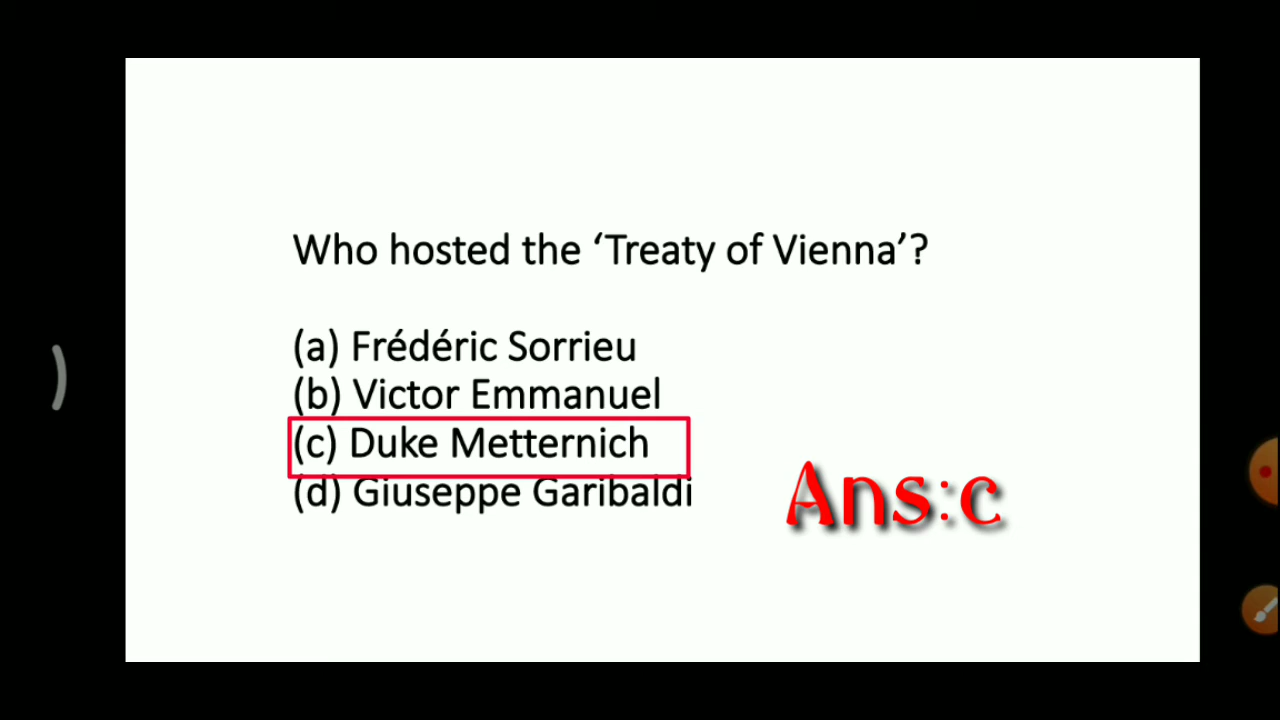 Who hosted the ‘Treaty of Vienna’?
(a) Frédéric Sorrieu
(b) Victor Emmanuel
(c) Duke Metternich
(d) Giuseppe Garibaldi
Ans:c